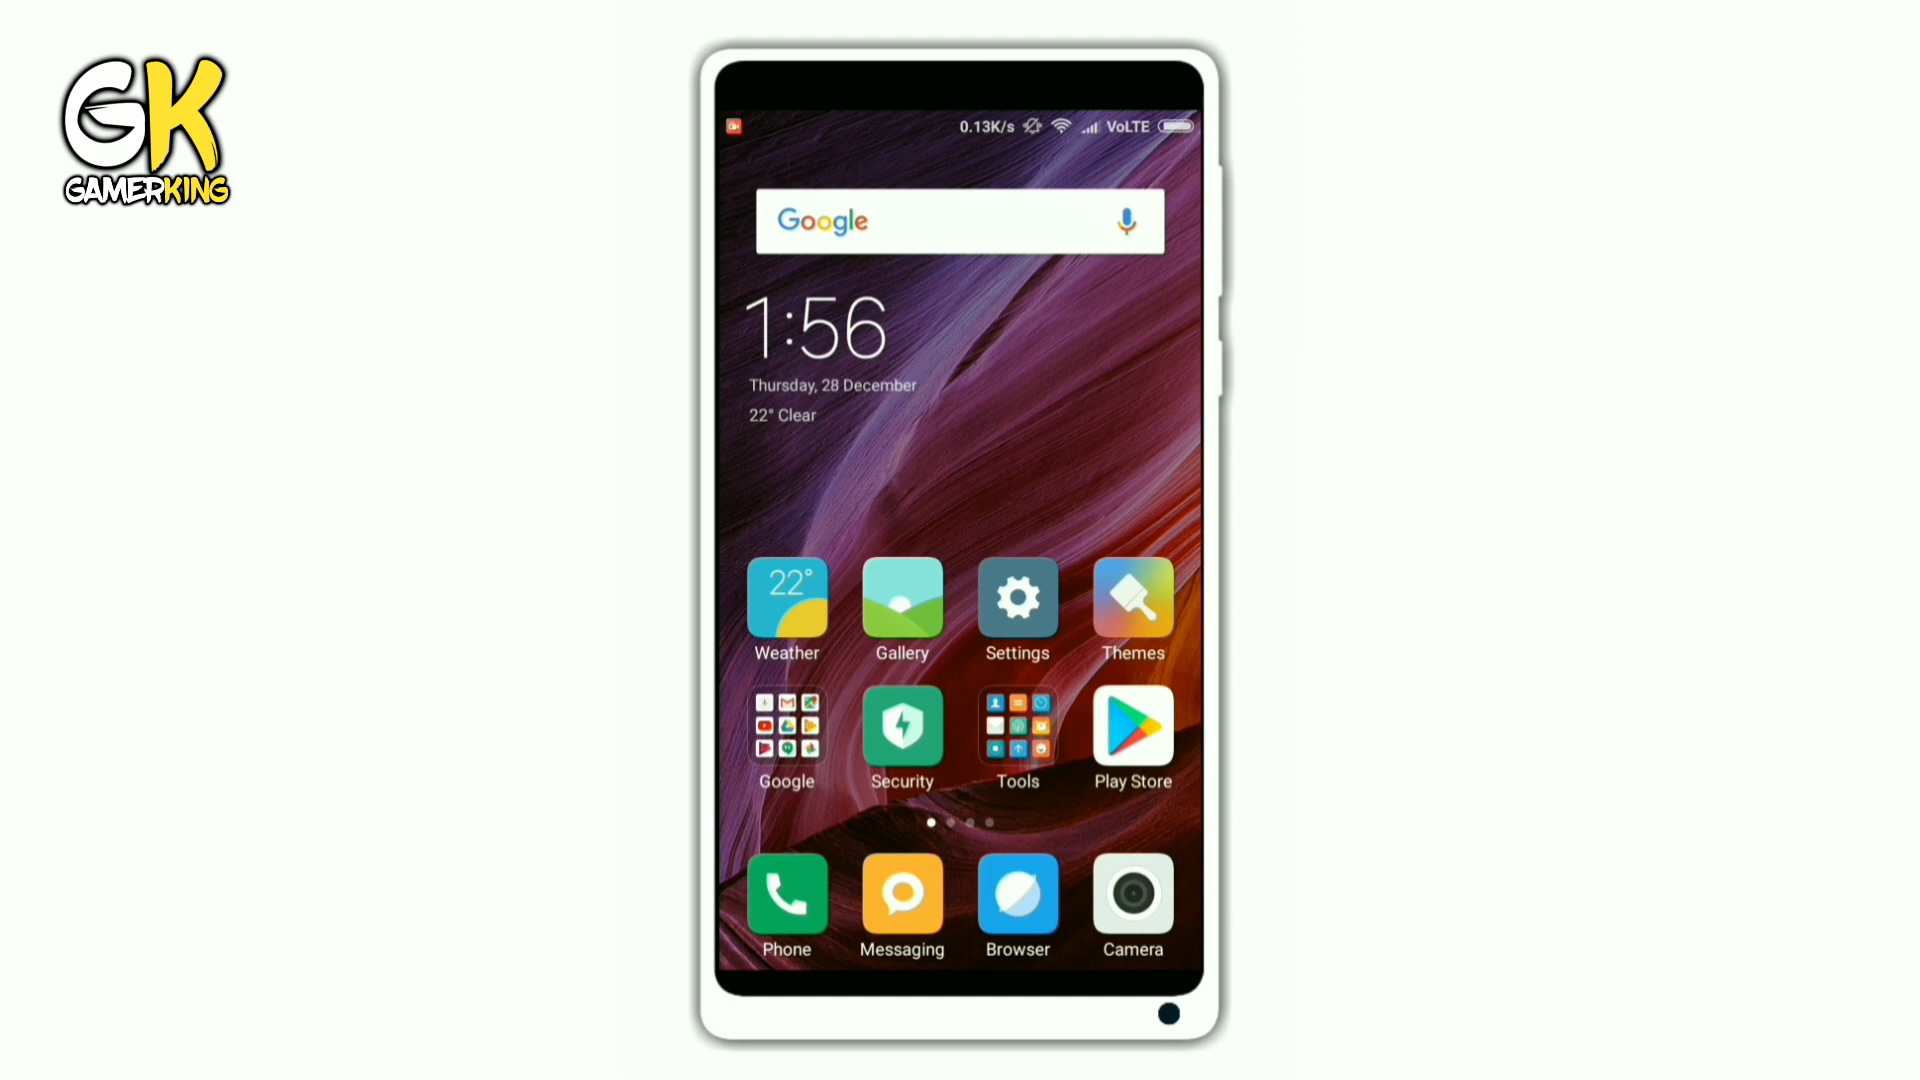 GK
GAMERKING
0.13K/s VoLTE
Google
1:56
Thursday, 28 December
22° Clear
22°
Weather Gallery Settings Themes
Google Security Tools Play Store
Phone Messaging Browser Camera